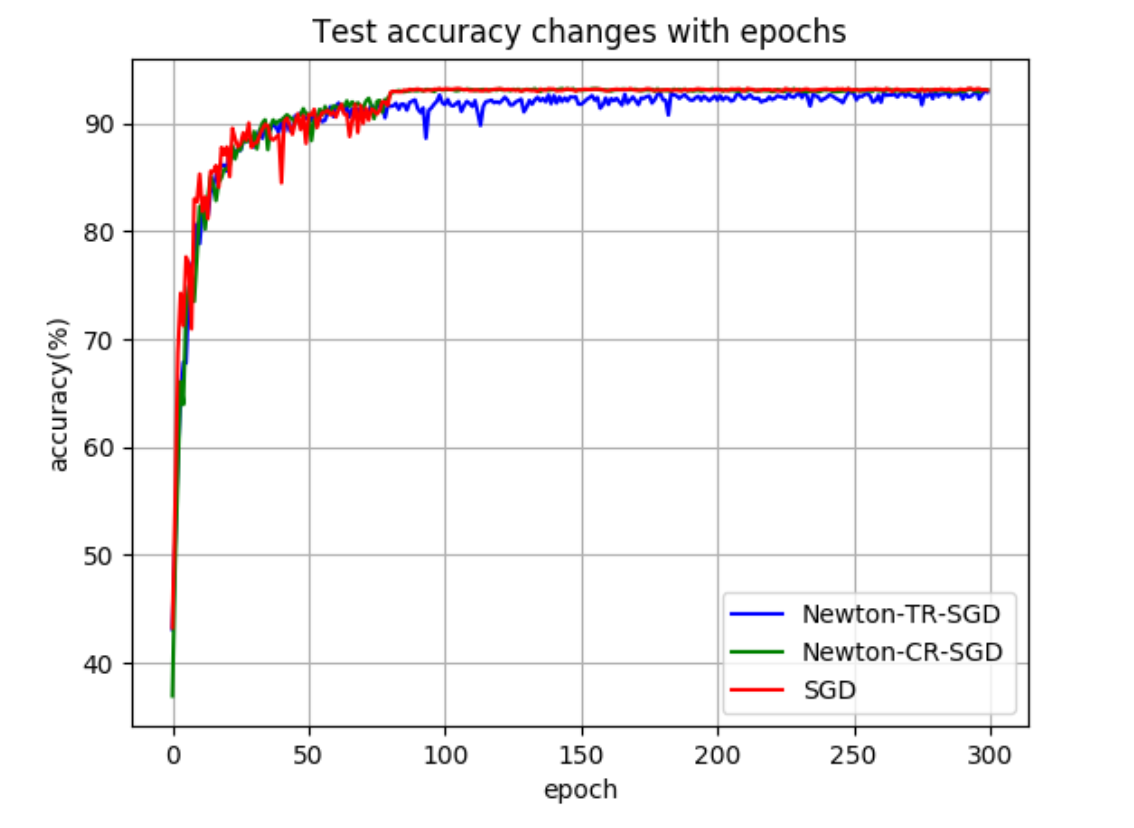 Test accuracy changes with epochs
accuracy(%)
90
80
70
60
50
40
0 50 100 150 200 250 300
epoch
Newton-TR-SGD
Newton-CR-SGD
SGD